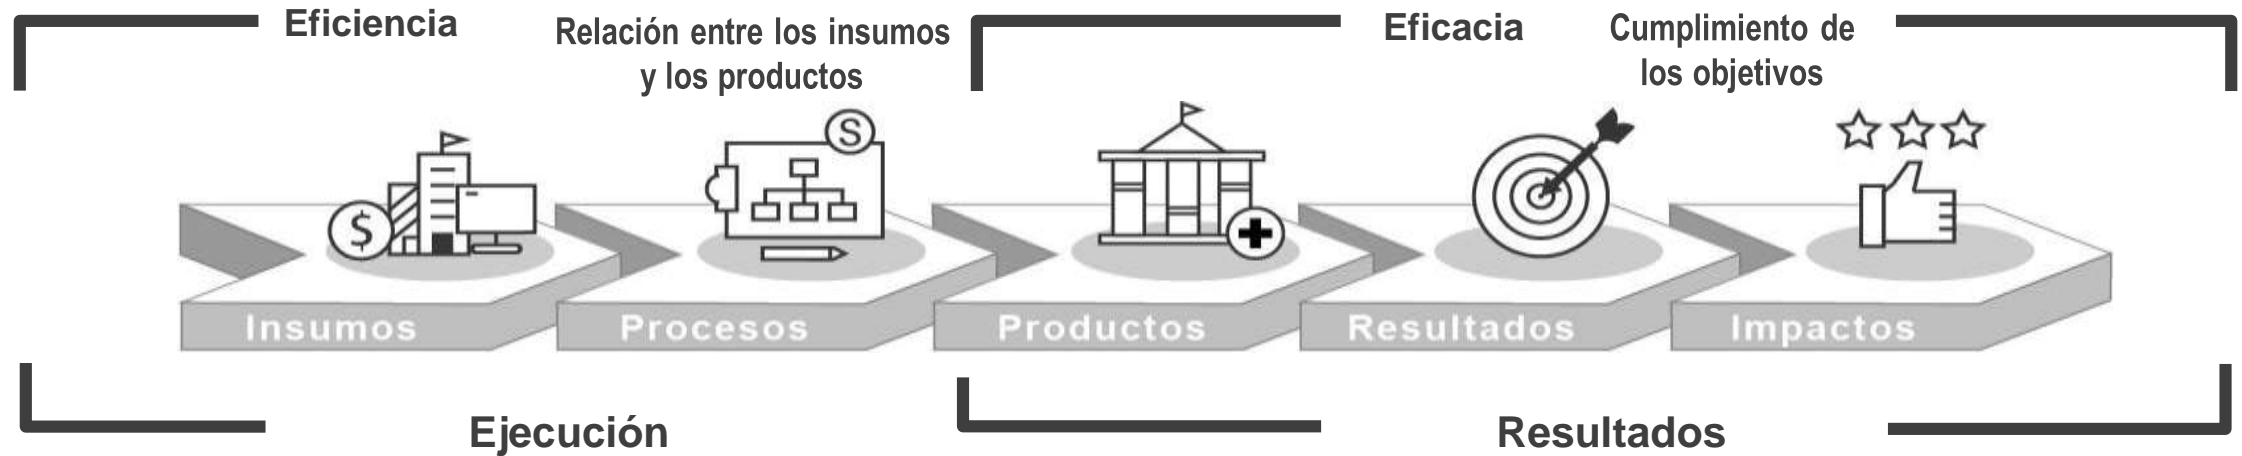 Eficiencia
Relación entre los insumos
y los productos
Eficacia
Cumplimiento de
los objetivos
$
S
Insumos
Procesos
Productos
Resultados
Impactos
Ejecución
Resultados